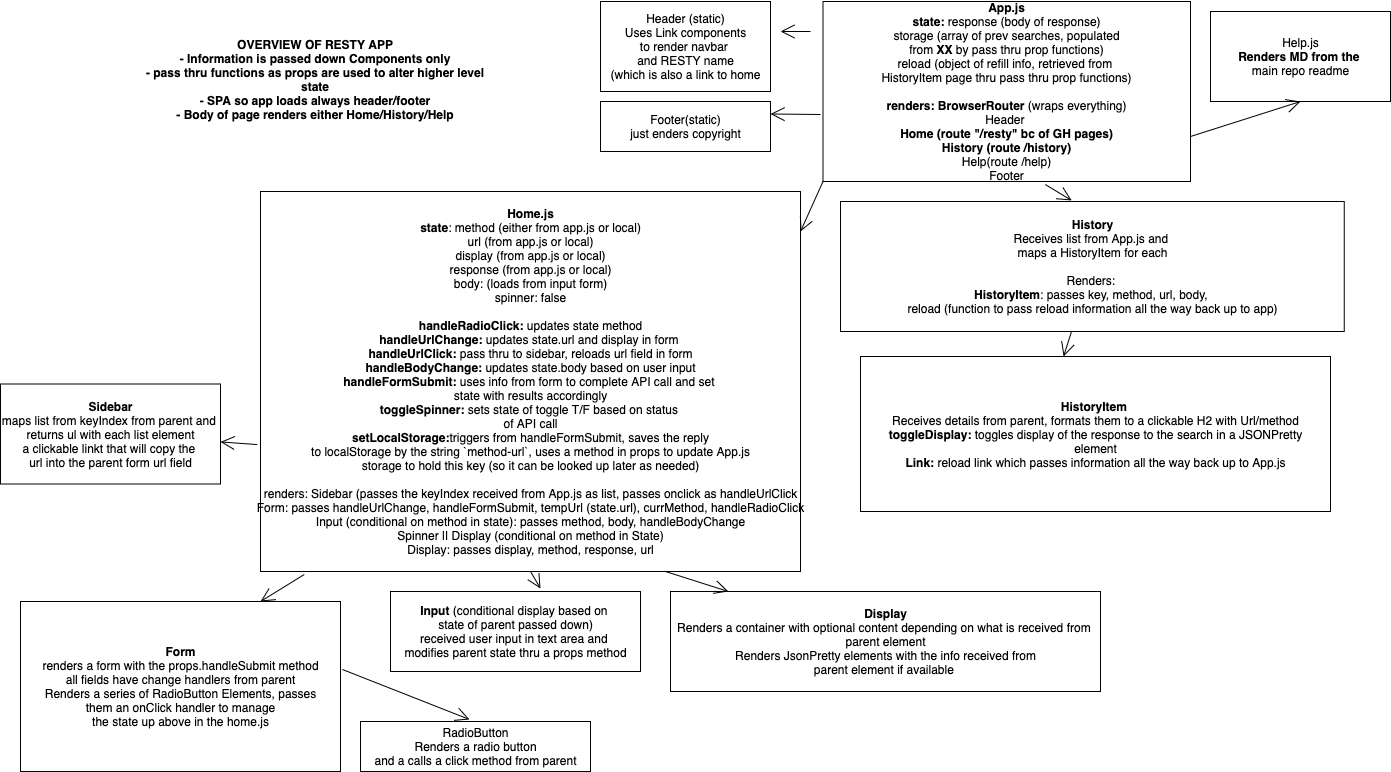 OVERVIEW OF RESTY APP
- Information is passed down Components only
- pass thru functions as props are used to alter higher level
state
- SPA so app loads always header/footer
- Body of page renders either Home/History/Help
Header (static)
Uses Link components
to render navbar
and RESTY name
(which is also a link to home
Footer(static)
just enders copyright
App.js
state: response (body of response)
storage (array of prev searches, populated
from XX by pass thru prop functions)
reload (object of refill info, retrieved from
HistoryItem page thru pass thru prop functions)
renders: BrowserRouter (wraps everything)
Header
Home (route "/resty" bc of GH pages)
History (route /history)
Help(route /help)
Footer
Help.js
Renders MD from the
main repo readme
Home.js
state: method (either from app.js or local)
url (from app.js or local)
display (from app.js or local)
response (from app.js or local)
body: (loads from input form)
spinner: false
handleRadioClick: updates state method
handleUrlChange: updates state.url and display in form
handleUrlClick: pass thru to sidebar, reloads url field in form
handleBodyChange: updates state.body based on user input
handleFormSubmit: uses info from form to complete API call and set
state with results accordingly
toggleSpinner: sets state of toggle T/F based on status
of API call
setLocalStorage:triggers from handleFormSubmit, saves the reply
to localStorage by the string `method-url`, uses a method in props to update App.js
storage to hold this key (so it can be looked up later as needed)
renders: Sidebar (passes the keyIndex received from App.js as list, passes onclick as handleUrlClick
Form: passes handleUrlChange, handleFormSubmit, tempUrl (state.url), currMethod, handleRadioClick
Input (conditional on method in state): passes method, body, handleBodyChange
Spinner || Display (conditional on method in State)
Display: passes display, method, response, url
History
Receives list from App.js and
maps a HistoryItem for each
Renders:
HistoryItem: passes key, method, url, body,
reload (function to pass reload information all the way back up to app)
HistoryItem
Receives details from parent, formats them to a clickable H2 with Url/method
toggleDisplay: toggles display of the response to the search in a JSONPretty
element
Link: reload link which passes information all the way back up to App.js
Sidebar
maps list from keyIndex from parent and
returns ul with each list element
a clickable linkt that will copy the
url into the parent form url field
Form
renders a form with the props.handleSubmit method
all fields have change handlers from parent
Renders a series of RadioButton Elements, passes
them an onClick handler to manage
the state up above in the home.js
Input (conditional display based on
state of parent passed down)
received user input in text area and
modifies parent state thru a props method
Display
Renders a container with optional content depending on what is received from
parent element
Renders JsonPretty elements with the info received from
parent element if available
RadioButton
Renders a radio button
and a calls a click method from parent